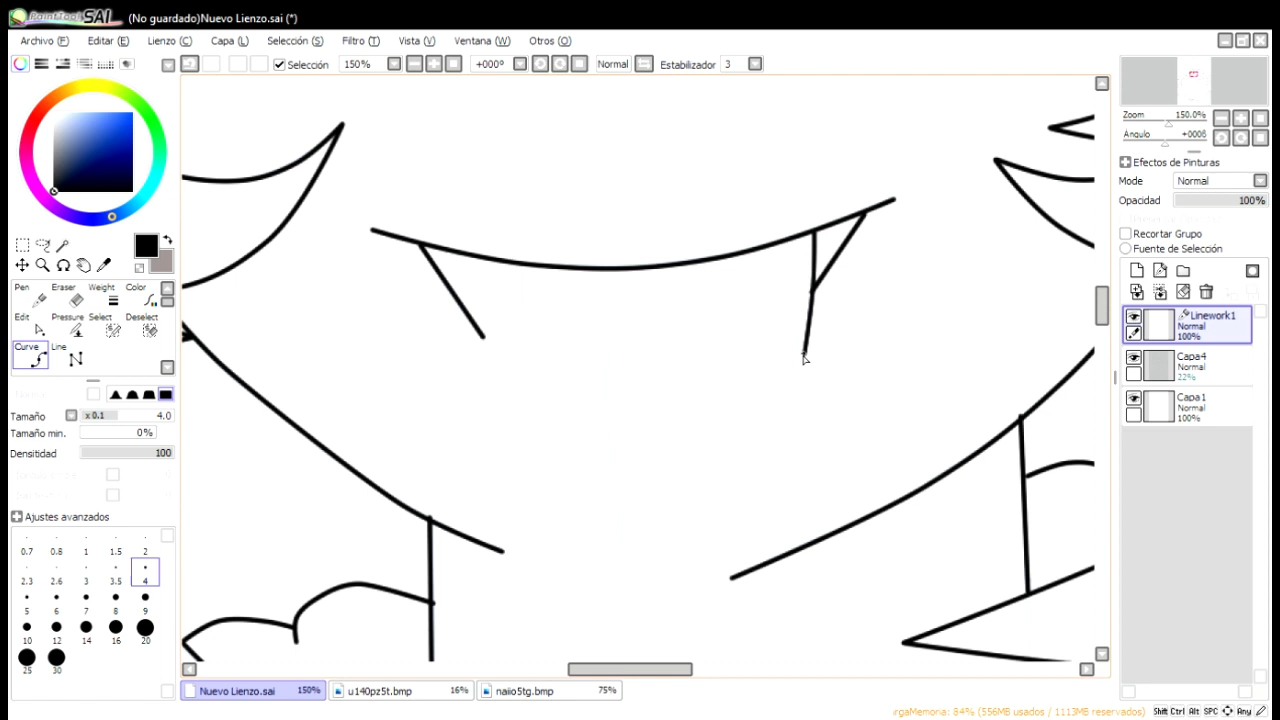 PaintTool SAI (No guardado)Nuevo Lienzo.sai (*)
Archivo (F) Editar (E) Lienzo (C) Capa (L) Selección (S) Filtro (T) Vista (V) Ventana (W) Otros (O)
Selección 150% +000° Normal Estabilizador 3
Zoom 150.0%
Angulo +000ß
Efectos de Pinturas
Mode Normal
Opacidad 100%
Recortar Grupo
Fuente de Selección
Pen Eraser Weight Color
Edit Pressure Select Deselect
Curve Line
Linework1
Normal
100%
Capa4
Normal
22%
Capa1
Normal
100%
Tamaño x 0.1 4.0
Tamaño min. 0%
Densitidad 100
Ajustes avanzados
0.7 0.8 1 1.5 2
2.3 2.6 3 3.5 4
5 6 7 8 9
10 12 14 16 20
25 30
Nuevo Lienzo.sai 150% u140pz5t.bmp 16% naiio5tg.bmp 75%
rgaMemoria: 84% (556MB usados / 1113MB reservados) Shift Ctrl Alt SPC Any